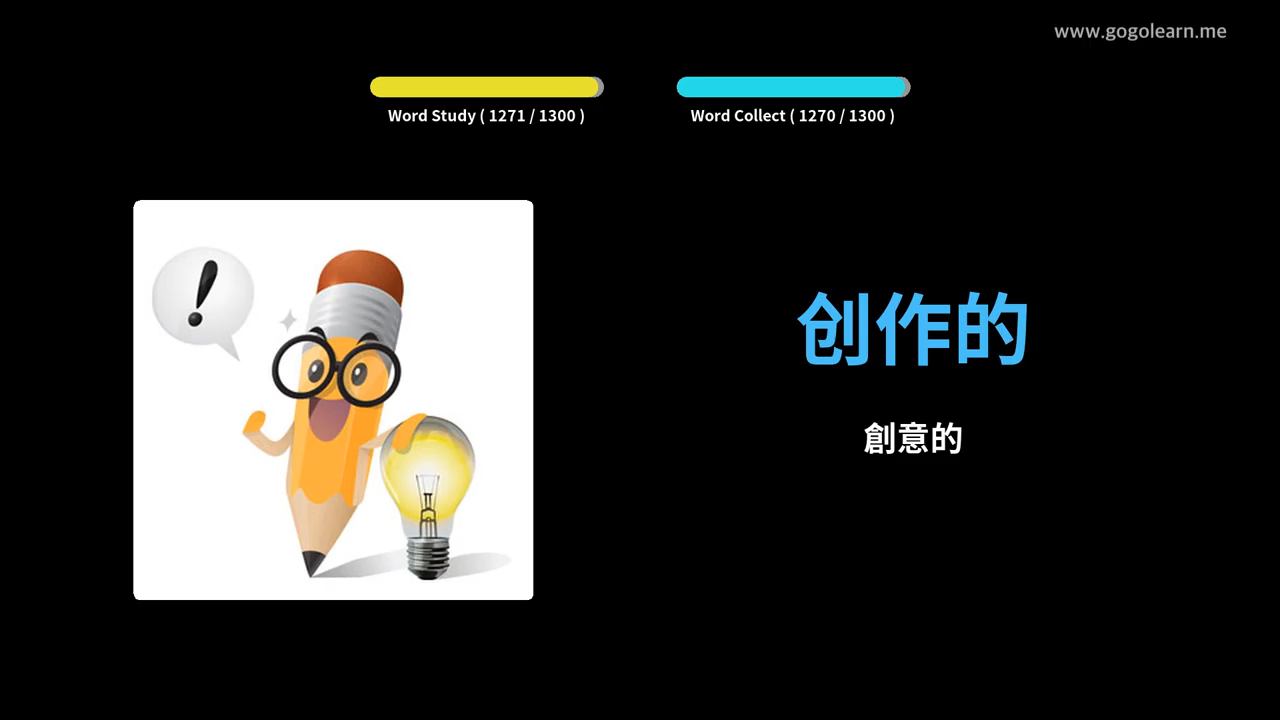 www.gogolearn.me
Word Study ( 1271 / 1300 )
Word Collect ( 1270 / 1300 )
!
创作的
創意的